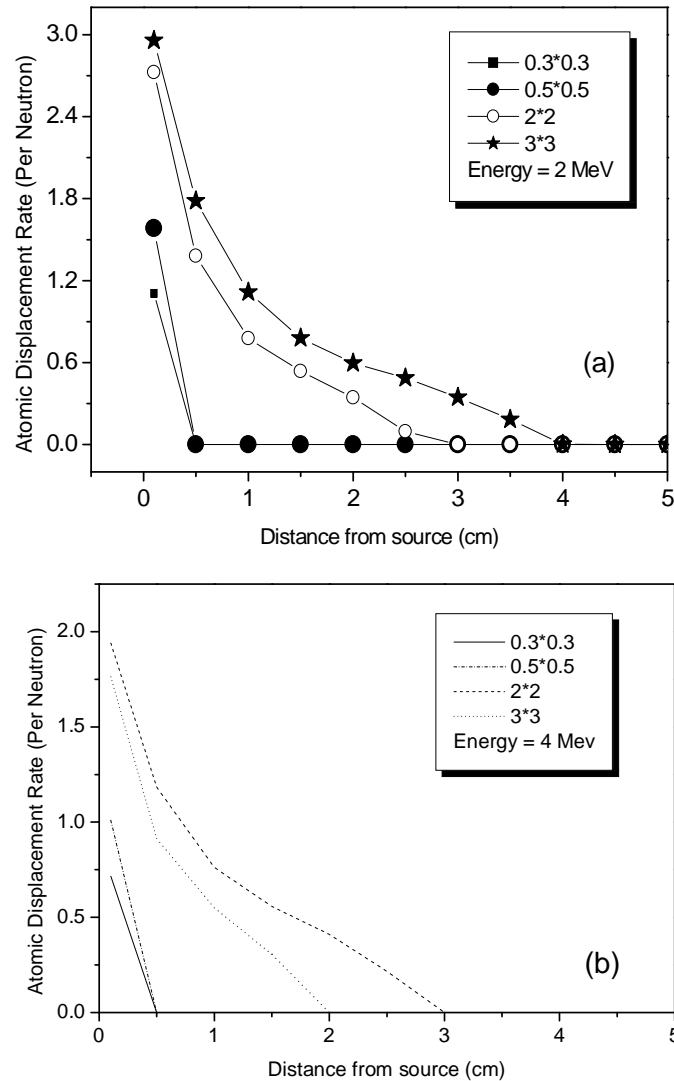 3.0
2.4
1.8
1.2
0.6
0.0
Atomic Displacement Rate (Per Neutron)
0.3*0.3
0.5*0.5
2*2
3*3
Energy = 2 MeV
(a)
0 1 2 3 4 5
Distance from source (cm)
2.0
1.5
1.0
0.5
0.0
Atomic Displacement Rate (Per Neutron)
0.3*0.3
0.5*0.5
2*2
3*3
Energy = 4 Mev
(b)
0 1 2 3 4 5
Distance from source (cm)